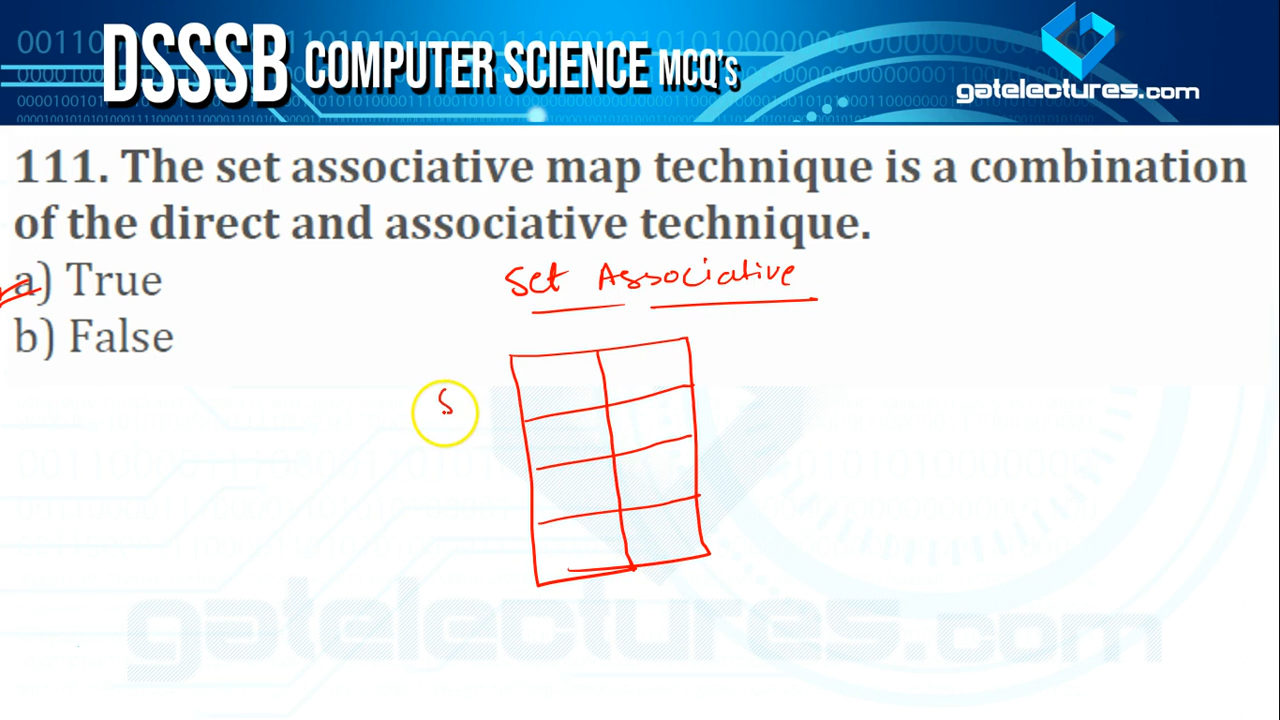 DSSSB COMPUTER SCIENCE MCQ's
gatelectures.com
111. The set associative map technique is a combination
of the direct and associative technique.
a) True
b) False
Set Associative
S
gatelectures.com